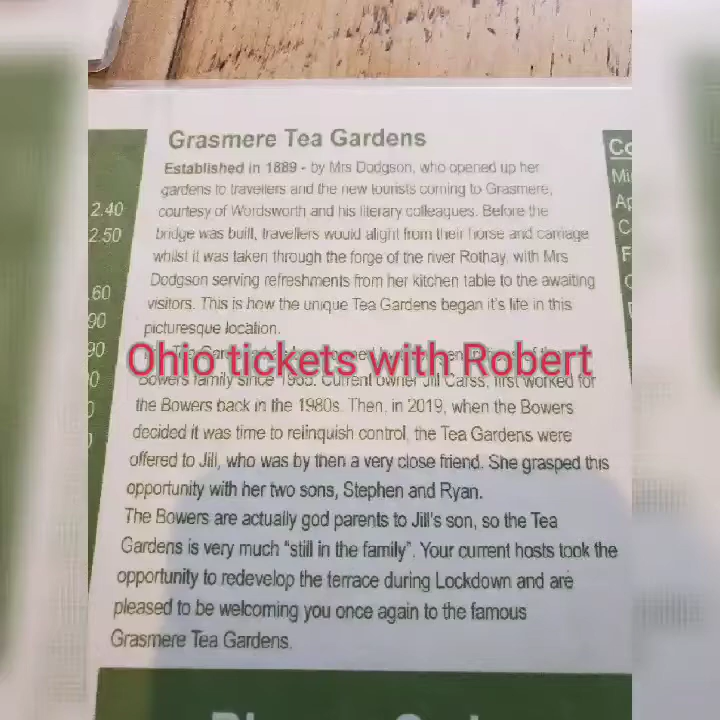 Grasmere Tea Gardens
Established in 1889 - by Mrs Dodgson, who opened up her
gardens to travellers and the new tourists coming to Grasmere,
courtesy of Wordsworth and his literary colleagues. Before the
bridge was built, travellers would alight from their horse and carriage
whilst it was taken through the forge of the river Rothay, with Mrs
Dodgson serving refreshments from her kitchen table to the awaiting
visitors. This is how the unique Tea Gardens began it's life in this
picturesque location.
Ohio tickets with Robert
Bowers family since 1985. Current owner Jill Carss, first worked for
the Bowers back in the 1980s. Then, in 2019, when the Bowers
decided it was time to relinquish control, the Tea Gardens were
offered to Jill, who was by then a very close friend. She grasped this
opportunity with her two sons, Stephen and Ryan.
The Bowers are actually god parents to Jill's son, so the Tea
Gardens is very much "still in the family". Your current hosts took the
opportunity to redevelop the terrace during Lockdown and are
pleased to be welcoming you once again to the famous
Grasmere Tea Gardens.
2.40
2.50
.60